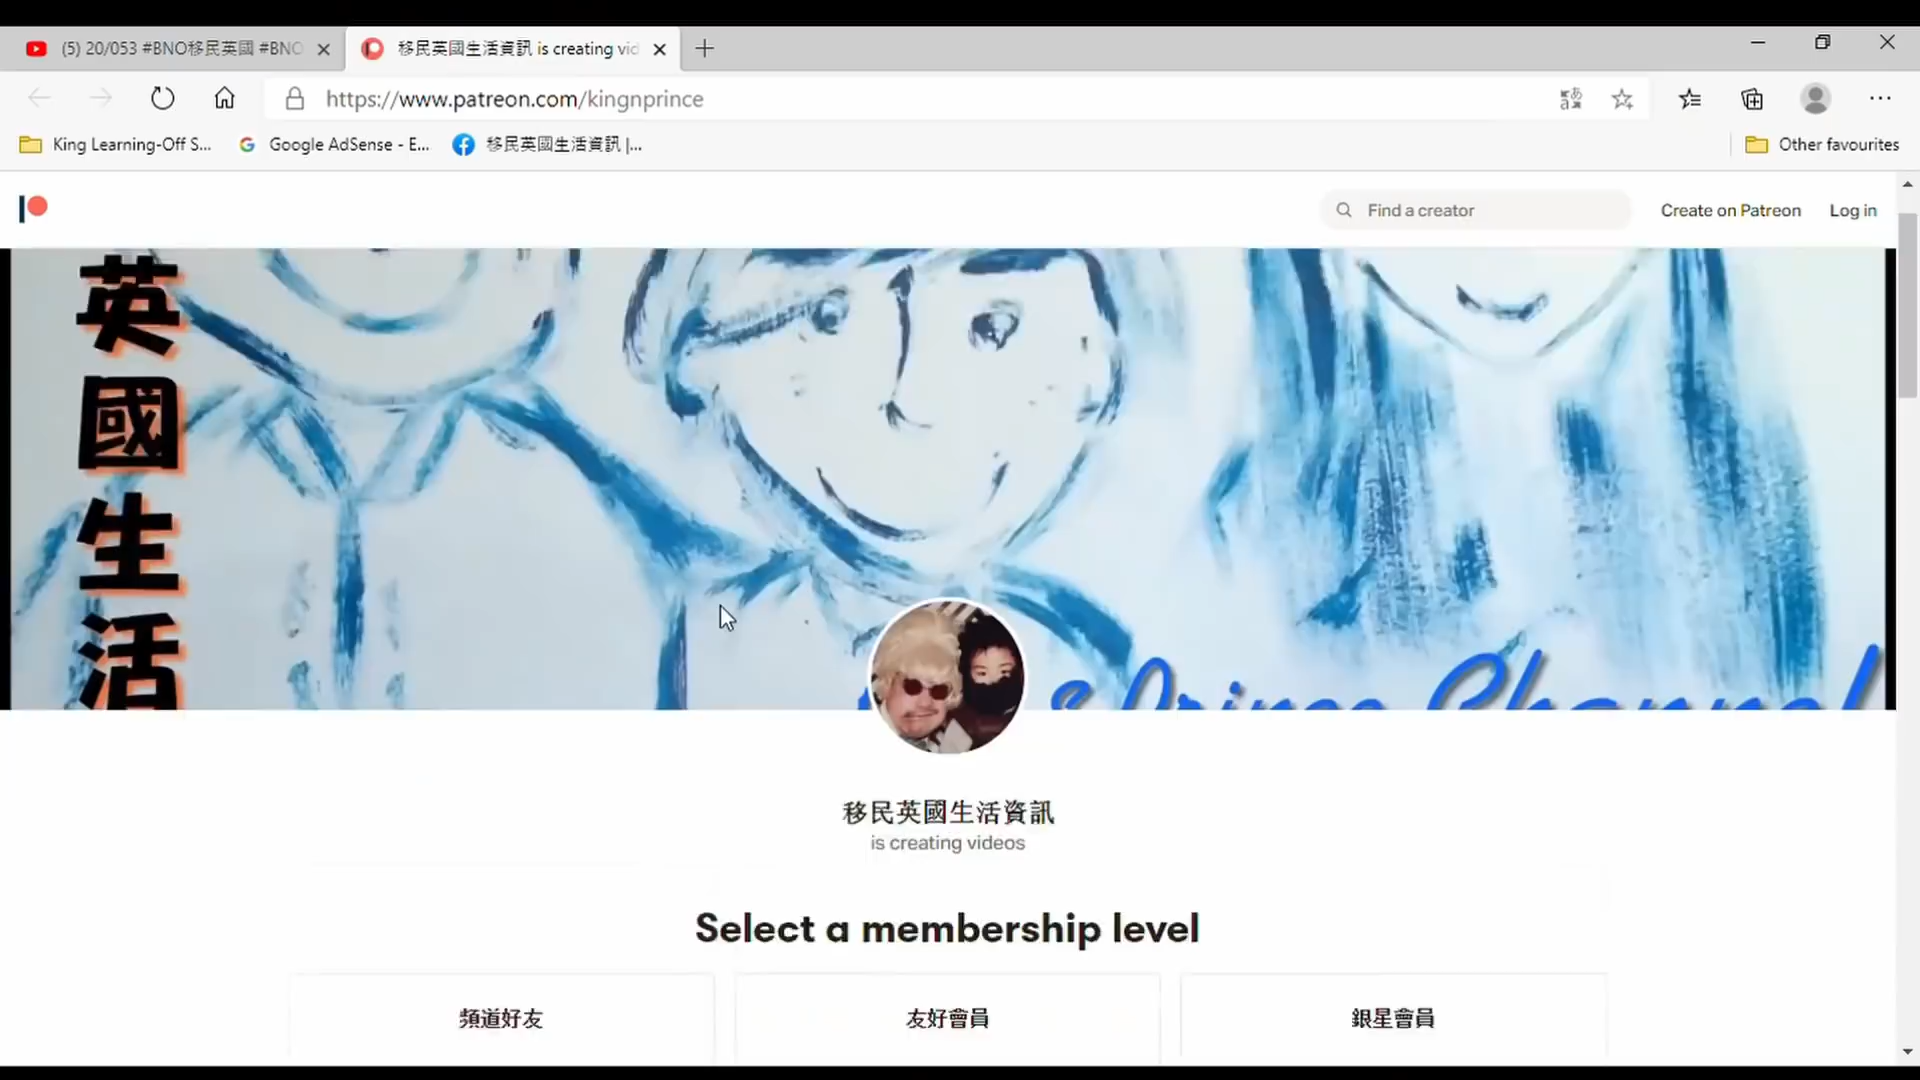 (5) 20/053 #BNO移民英國 #BNO
移民英國生活資訊 is creating vid
https://www.patreon.com/kingnprince
King Learning-Off S...
Google AdSense - E...
移民英國生活資訊 |...
Other favourites
Find a creator
Create on Patreon
Log in
英國生活
& Prince Channel
移民英國生活資訊
is creating videos
Select a membership level
頻道好友
友好會員
銀星會員